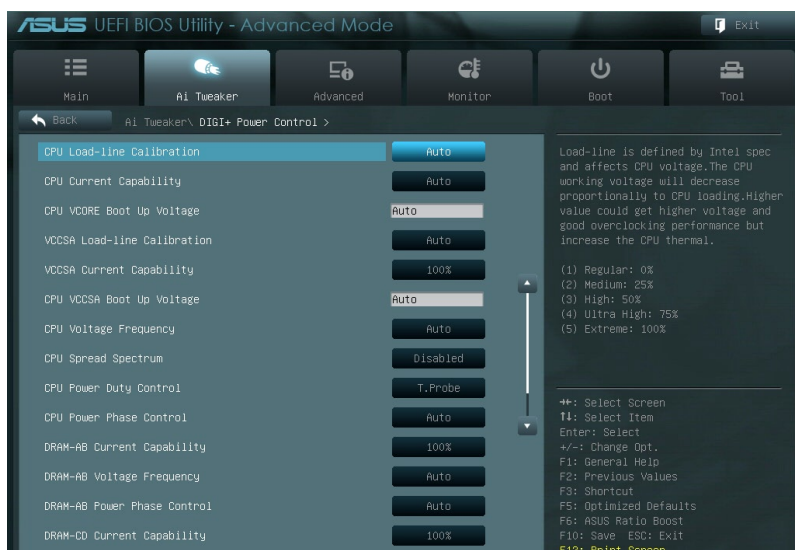 ASUS UEFI BIOS Utility - Advanced Mode
Exit
Main
Ai Tweaker
Advanced
Monitor
Boot
Tool
Back
Ai Tweaker\ DIGI+ Power Control >
CPU Load-line Calibration Auto
CPU Current Capability Auto
CPU VCORE Boot Up Voltage Auto
VCCSA Load-line Calibration Auto
VCCSA Current Capability 100%
CPU VCCSA Boot Up Voltage Auto
CPU Voltage Frequency Auto
CPU Spread Spectrum Disabled
CPU Power Duty Control T.Probe
CPU Power Phase Control Auto
DRAM-AB Current Capability 100%
DRAM-AB Voltage Frequency Auto
DRAM-AB Power Phase Control Auto
DRAM-CD Current Capability 100%
Load-line is defined by Intel spec
and affects CPU voltage.The CPU
working voltage will decrease
proportionally to CPU loading.Higher
value could get higher voltage and
good overclocking performance but
increase the CPU thermal.
(1) Regular: 0%
(2) Medium: 25%
(3) High: 50%
(4) Ultra High: 75%
(5) Extreme: 100%
→←: Select Screen
↑↓: Select Item
Enter: Select
+/-: Change Opt.
F1: General Help
F2: Previous Values
F3: Shortcut
F5: Optimized Defaults
F6: ASUS Ratio Boost
F10: Save ESC: Exit
F12: Print Screen